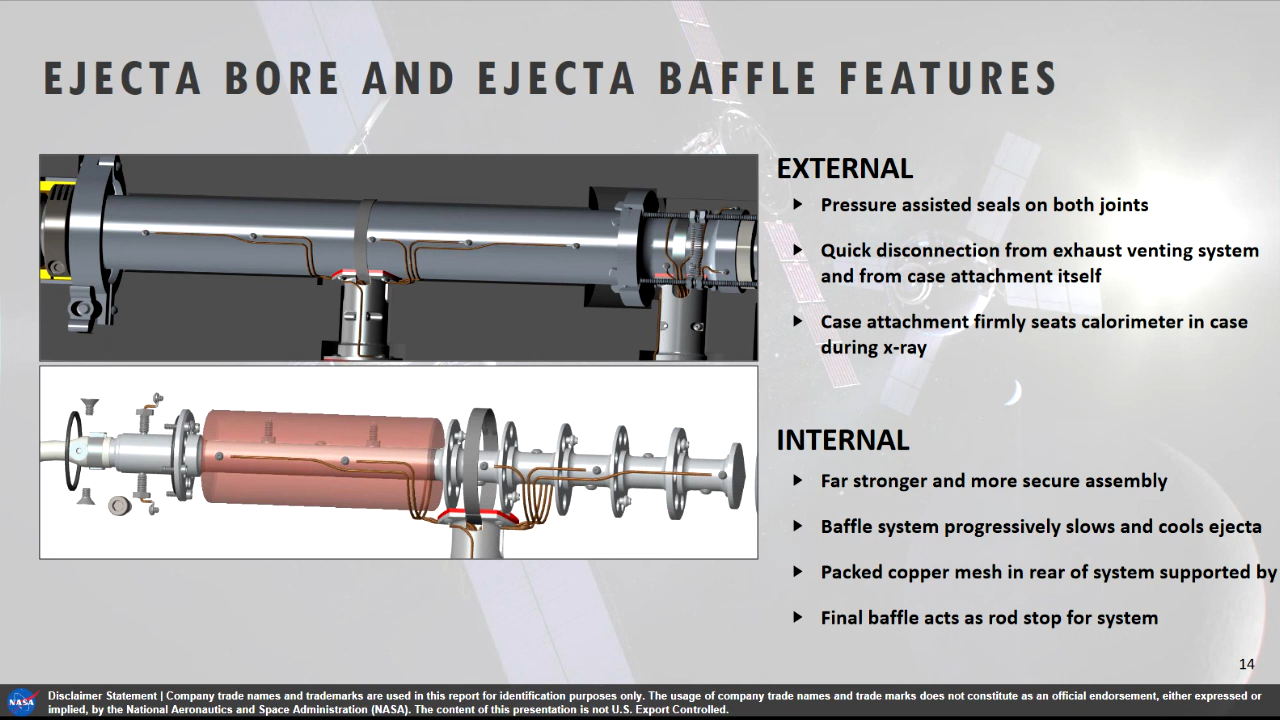 EJECTA BORE AND EJECTA BAFFLE FEATURES
EXTERNAL
Pressure assisted seals on both joints
Quick disconnection from exhaust venting system
and from case attachment itself
Case attachment firmly seats calorimeter in case
during x-ray
INTERNAL
Far stronger and more secure assembly
Baffle system progressively slows and cools ejecta
Packed copper mesh in rear of system supported by
Final baffle acts as rod stop for system
14
NASA
Disclaimer Statement | Company trade names and trademarks are used in this report for identification purposes only. The usage of company trade names and trade marks does not constitute as an official endorsement, either expressed or
implied, by the National Aeronautics and Space Administration (NASA). The content of this presentation is not U.S. Export Controlled.